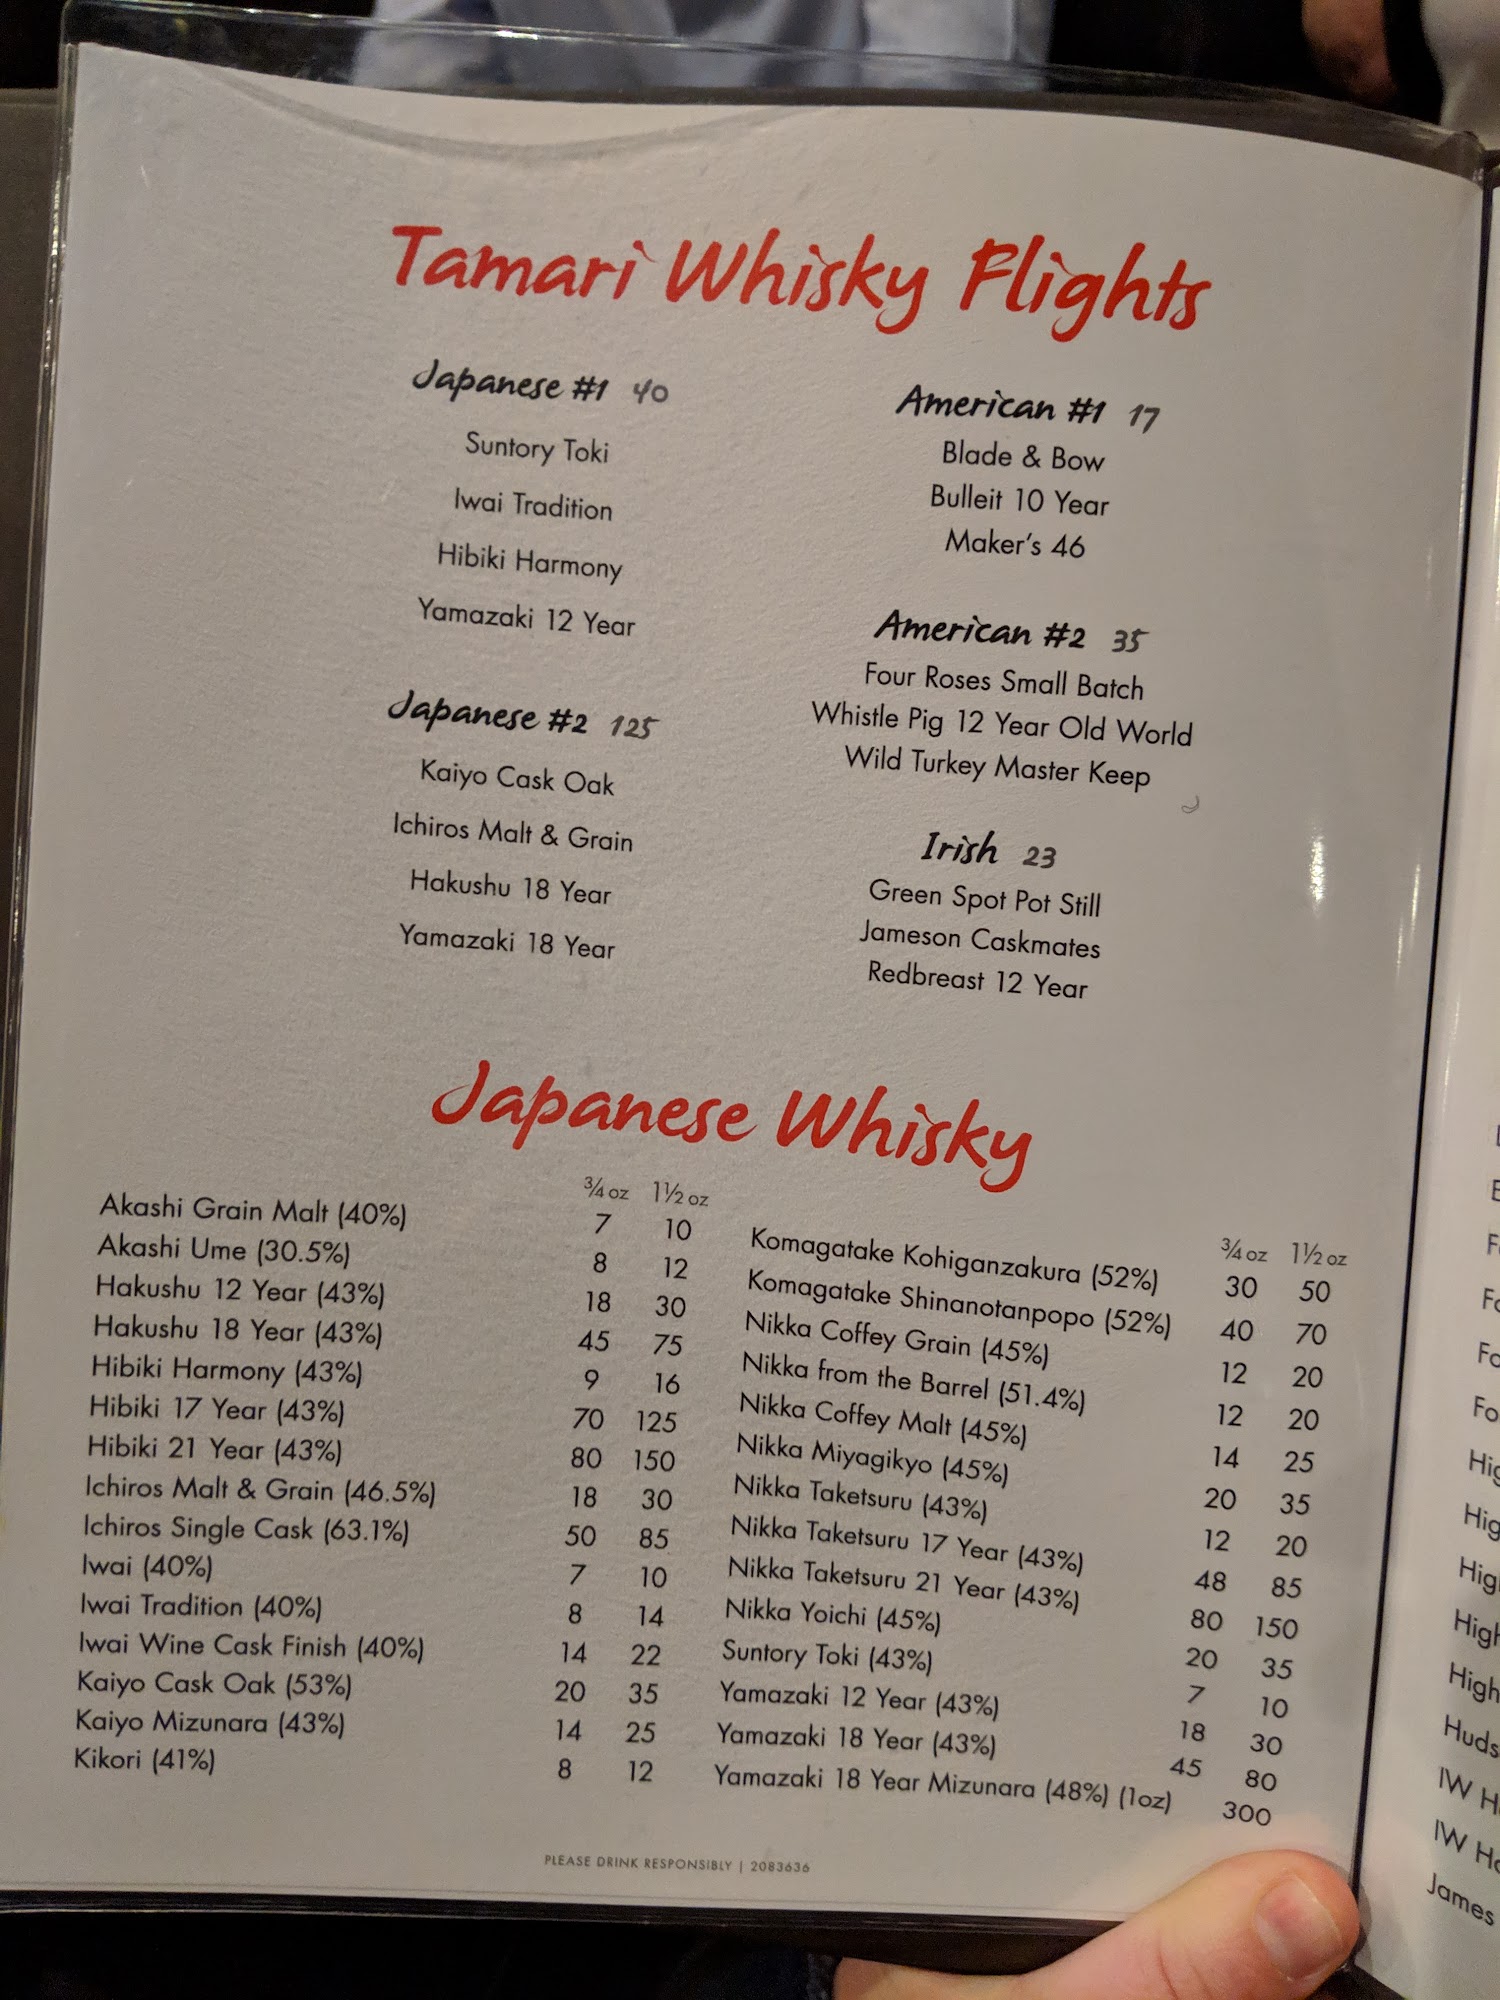 Tamari Whisky Flights
Japanese #1 40
Suntory Toki
Iwai Tradition
Hibiki Harmony
Yamazaki 12 Year
Japanese #2 125
Kaiyo Cask Oak
Ichiros Malt & Grain
Hakushu 18 Year
Yamazaki 18 Year
American #1 17
Blade & Bow
Bulleit 10 Year
Maker's 46
American #2 35
Four Roses Small Batch
Whistle Pig 12 Year Old World
Wild Turkey Master Keep
Irish 23
Green Spot Pot Still
Jameson Caskmates
Redbreast 12 Year
Japanese Whisky
¾ oz 1½ oz
Akashi Grain Malt (40%) 7 10
Akashi Ume (30.5%) 8 12
Hakushu 12 Year (43%) 18 30
Hakushu 18 Year (43%) 45 75
Hibiki Harmony (43%) 9 16
Hibiki 17 Year (43%) 70 125
Hibiki 21 Year (43%) 80 150
Ichiros Malt & Grain (46.5%) 18 30
Ichiros Single Cask (63.1%) 50 85
Iwai (40%) 7 10
Iwai Tradition (40%) 8 14
Iwai Wine Cask Finish (40%) 14 22
Kaiyo Cask Oak (53%) 20 35
Kaiyo Mizunara (43%) 14 25
Kikori (41%) 8 12
¾ oz 1½ oz
Komagatake Kohiganzakura (52%) 30 50
Komagatake Shinanotanpopo (52%) 40 70
Nikka Coffey Grain (45%) 12 20
Nikka from the Barrel (51.4%) 12 20
Nikka Coffey Malt (45%) 14 25
Nikka Miyagikyo (45%) 20 35
Nikka Taketsuru (43%) 12 20
Nikka Taketsuru 17 Year (43%) 48 85
Nikka Taketsuru 21 Year (43%) 80 150
Nikka Yoichi (45%) 20 35
Suntory Toki (43%) 7 10
Yamazaki 12 Year (43%) 18 30
Yamazaki 18 Year (43%) 45 80
Yamazaki 18 Year Mizunara (48%) (1oz) 300
PLEASE DRINK RESPONSIBLY | 2083636
Huds
IW H
IW Ho
James